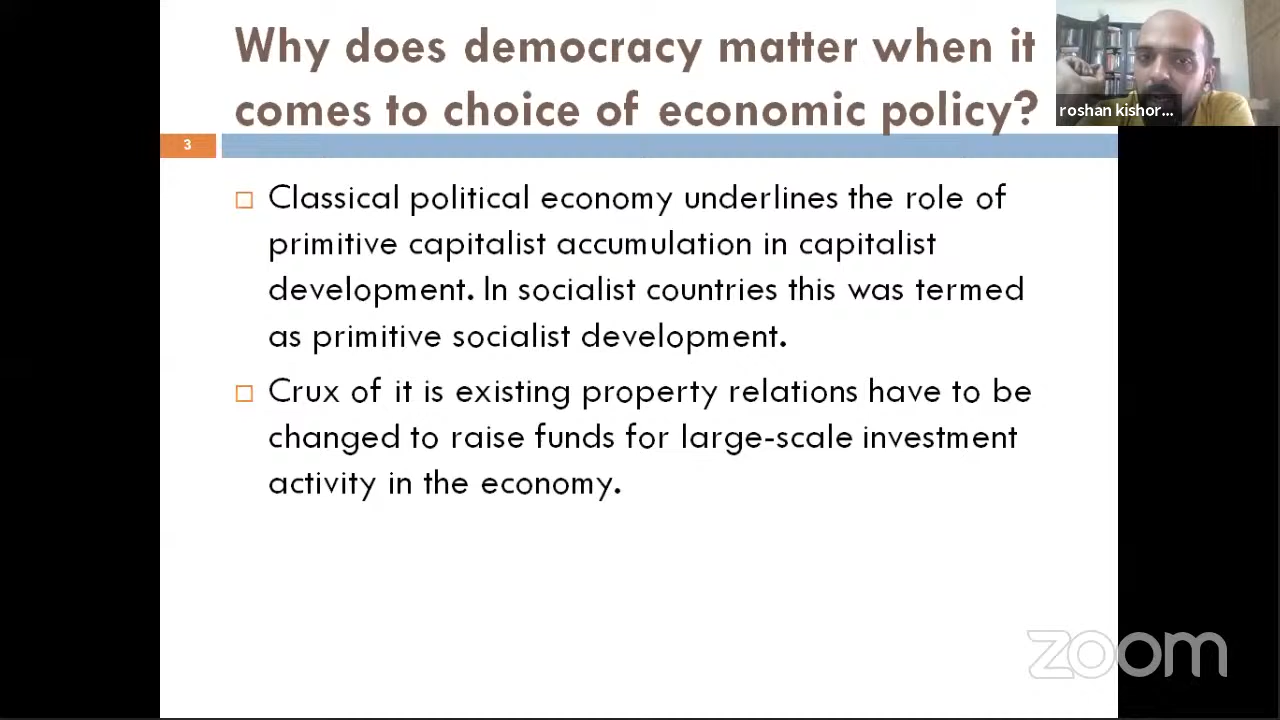 Why does democracy matter when it
comes to choice of economic policy?
roshan kishor...
3
Classical political economy underlines the role of
primitive capitalist accumulation in capitalist
development. In socialist countries this was termed
as primitive socialist development.
Crux of it is existing property relations have to be
changed to raise funds for large-scale investment
activity in the economy.
zoom